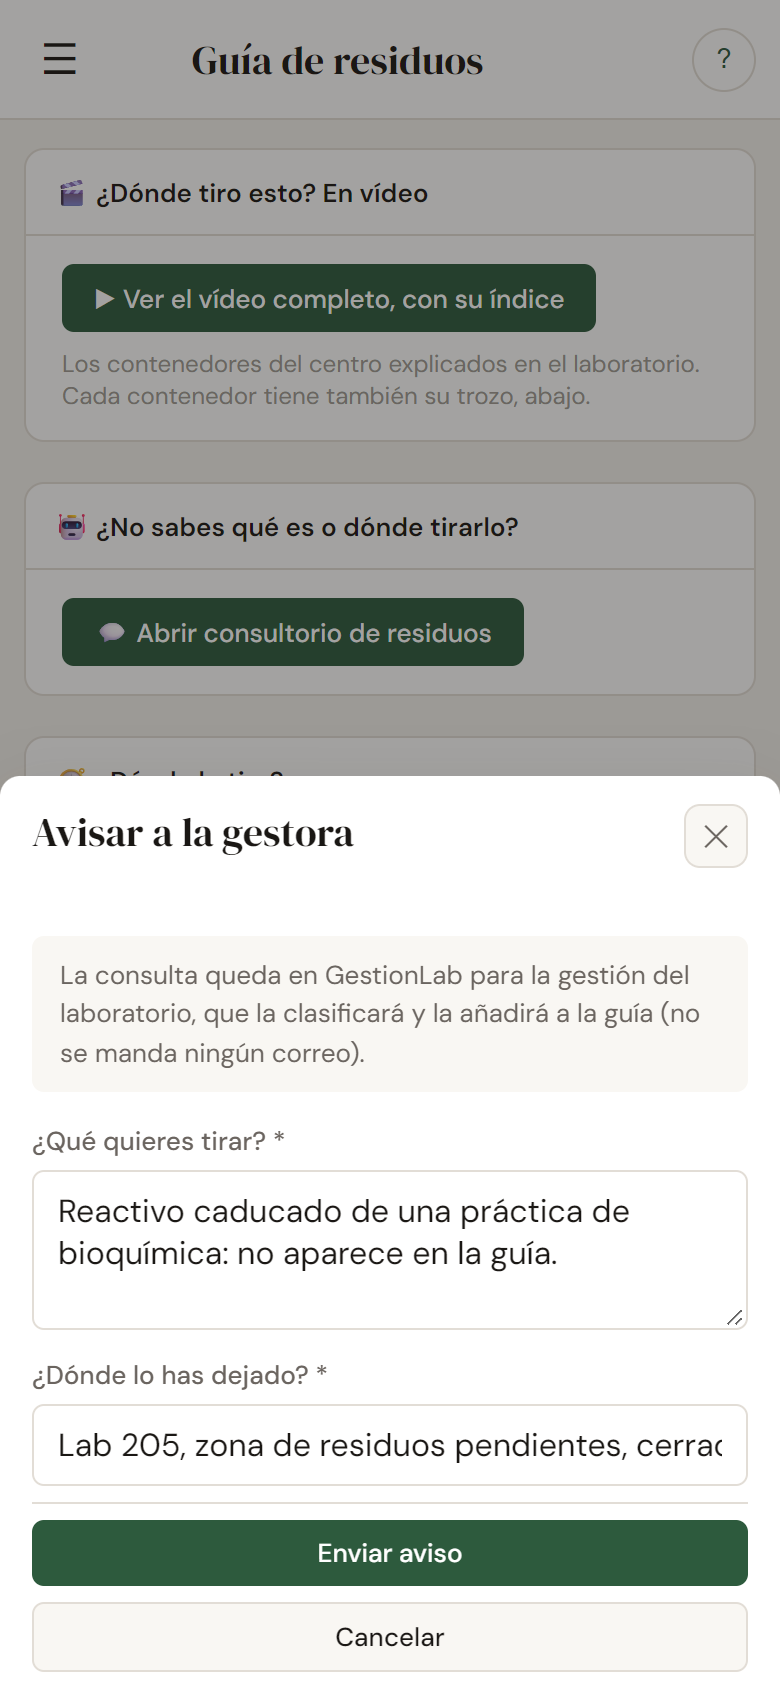 Guía de residuos
?
¿Dónde tiro esto? En vídeo
Ver el vídeo completo, con su índice
Los contenedores del centro explicados en el laboratorio.
Cada contenedor tiene también su trozo, abajo.
¿No sabes qué es o dónde tirarlo?
Abrir consultorio de residuos
Avisar a la gestora
La consulta queda en GestionLab para la gestión del
laboratorio, que la clasificará y la añadirá a la guía (no
se manda ningún correo).
¿Qué quieres tirar? *
Reactivo caducado de una práctica de
bioquímica: no aparece en la guía.
¿Dónde lo has dejado? *
Lab 205, zona de residuos pendientes,
Enviar aviso
Cancelar